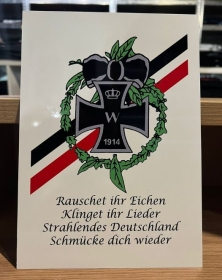 W
1914
Rauschet ihr Eichen
Klinget ihr Lieder
Strahlendes Deutschland
Schmücke dich wieder